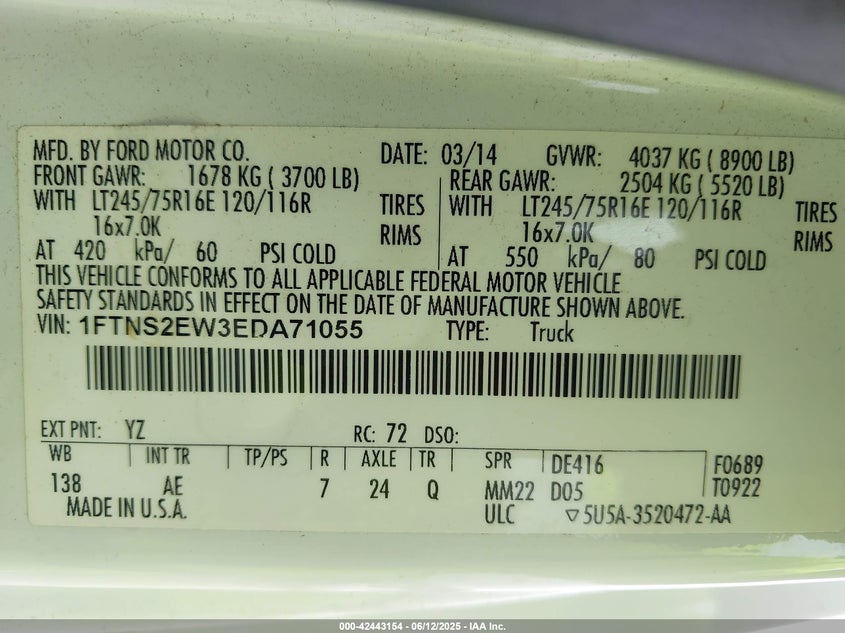 MFD. BY FORD MOTOR CO. DATE: 03/14 GVWR: 4037 KG ( 8900 LB)
FRONT GAWR: 1678 KG ( 3700 LB) REAR GAWR: 2504 KG ( 5520 LB)
WITH LT245/75R16E 120/116R TIRES WITH LT245/75R16E 120/116R TIRES
16x7.0K RIMS 16x7.0K RIMS
AT 420 kPa/ 60 PSI COLD AT 550 kPa/ 80 PSI COLD
THIS VEHICLE CONFORMS TO ALL APPLICABLE FEDERAL MOTOR VEHICLE
SAFETY STANDARDS IN EFFECT ON THE DATE OF MANUFACTURE SHOWN ABOVE.
VIN: 1FTNS2EW3EDA71055 TYPE: Truck
EXT PNT: YZ RC: 72 DSO:
WB INT TR TP/PS R AXLE TR SPR DE416 F0689
138 AE 7 24 Q MM22 D05 T0922
MADE IN U.S.A. ULC ▽5U5A-3520472-AA
000-42443154 - 06/12/2025 - IAA Inc.